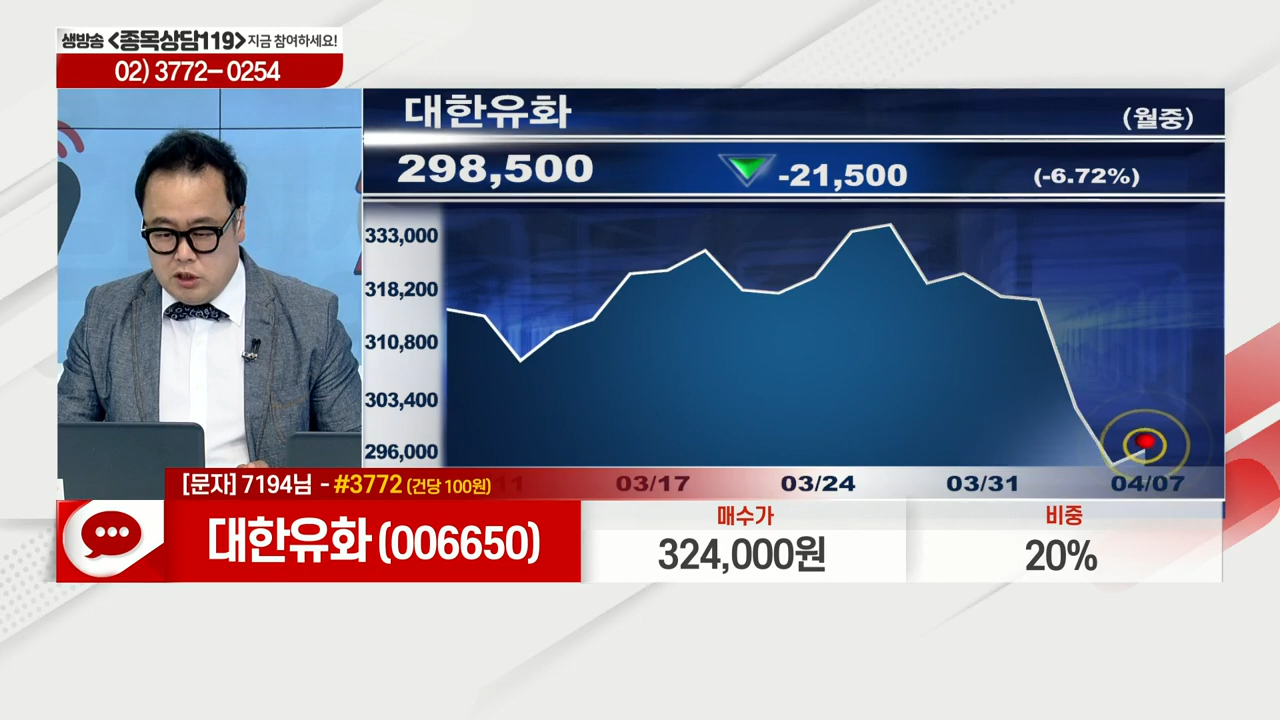 생방송 <종목상담119> 지금 참여하세요!
02) 3772-0254
대한유화
(월중)
298,500 -21,500 (-6.72%)
333,000
318,200
310,800
303,400
296,000
03/17 03/24 03/31 04/07
[문자] 7194님 - #3772 (건당 100원)
대한유화 (006650)
매수가
324,000원
비중
20%